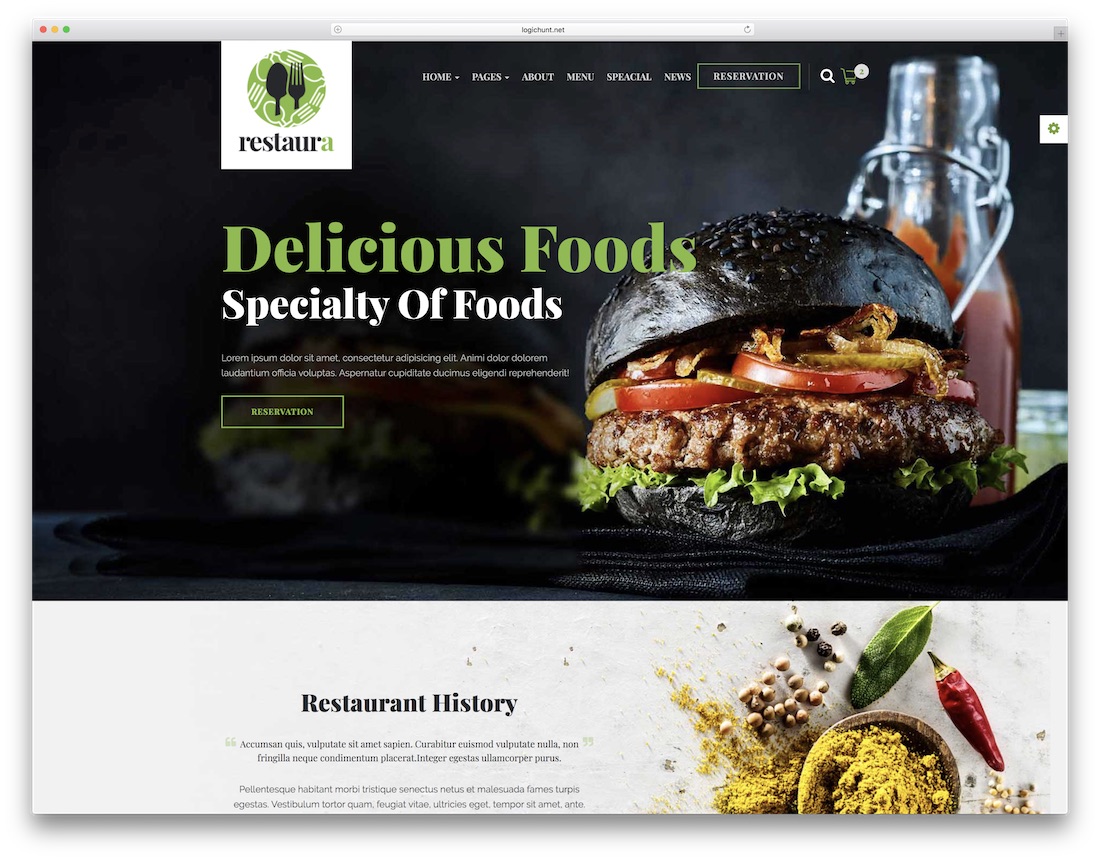 logichunt.net
HOME PAGES ABOUT MENU SPEACIAL NEWS RESERVATION 2
restaura
Delicious Foods
Specialty Of Foods
Lorem ipsum dolor sit amet, consectetur adipisicing elit. Animi dolor dolorem
laudantium officia voluptas. Aspernatur cupiditate ducimus eligendi reprehenderit!
RESERVATION
Restaurant History
“ Accumsan quis, vulputate sit amet sapien. Curabitur euismod vulputate nulla, non ”
fringilla neque condimentum placerat.Integer egestas ullamcorper purus.
Pellentesque habitant morbi tristique senectus netus et malesuada fames turpis
egestas. Vestibulum tortor quam, feugiat vitae, ultricies eget, tempor sit amet, ante.